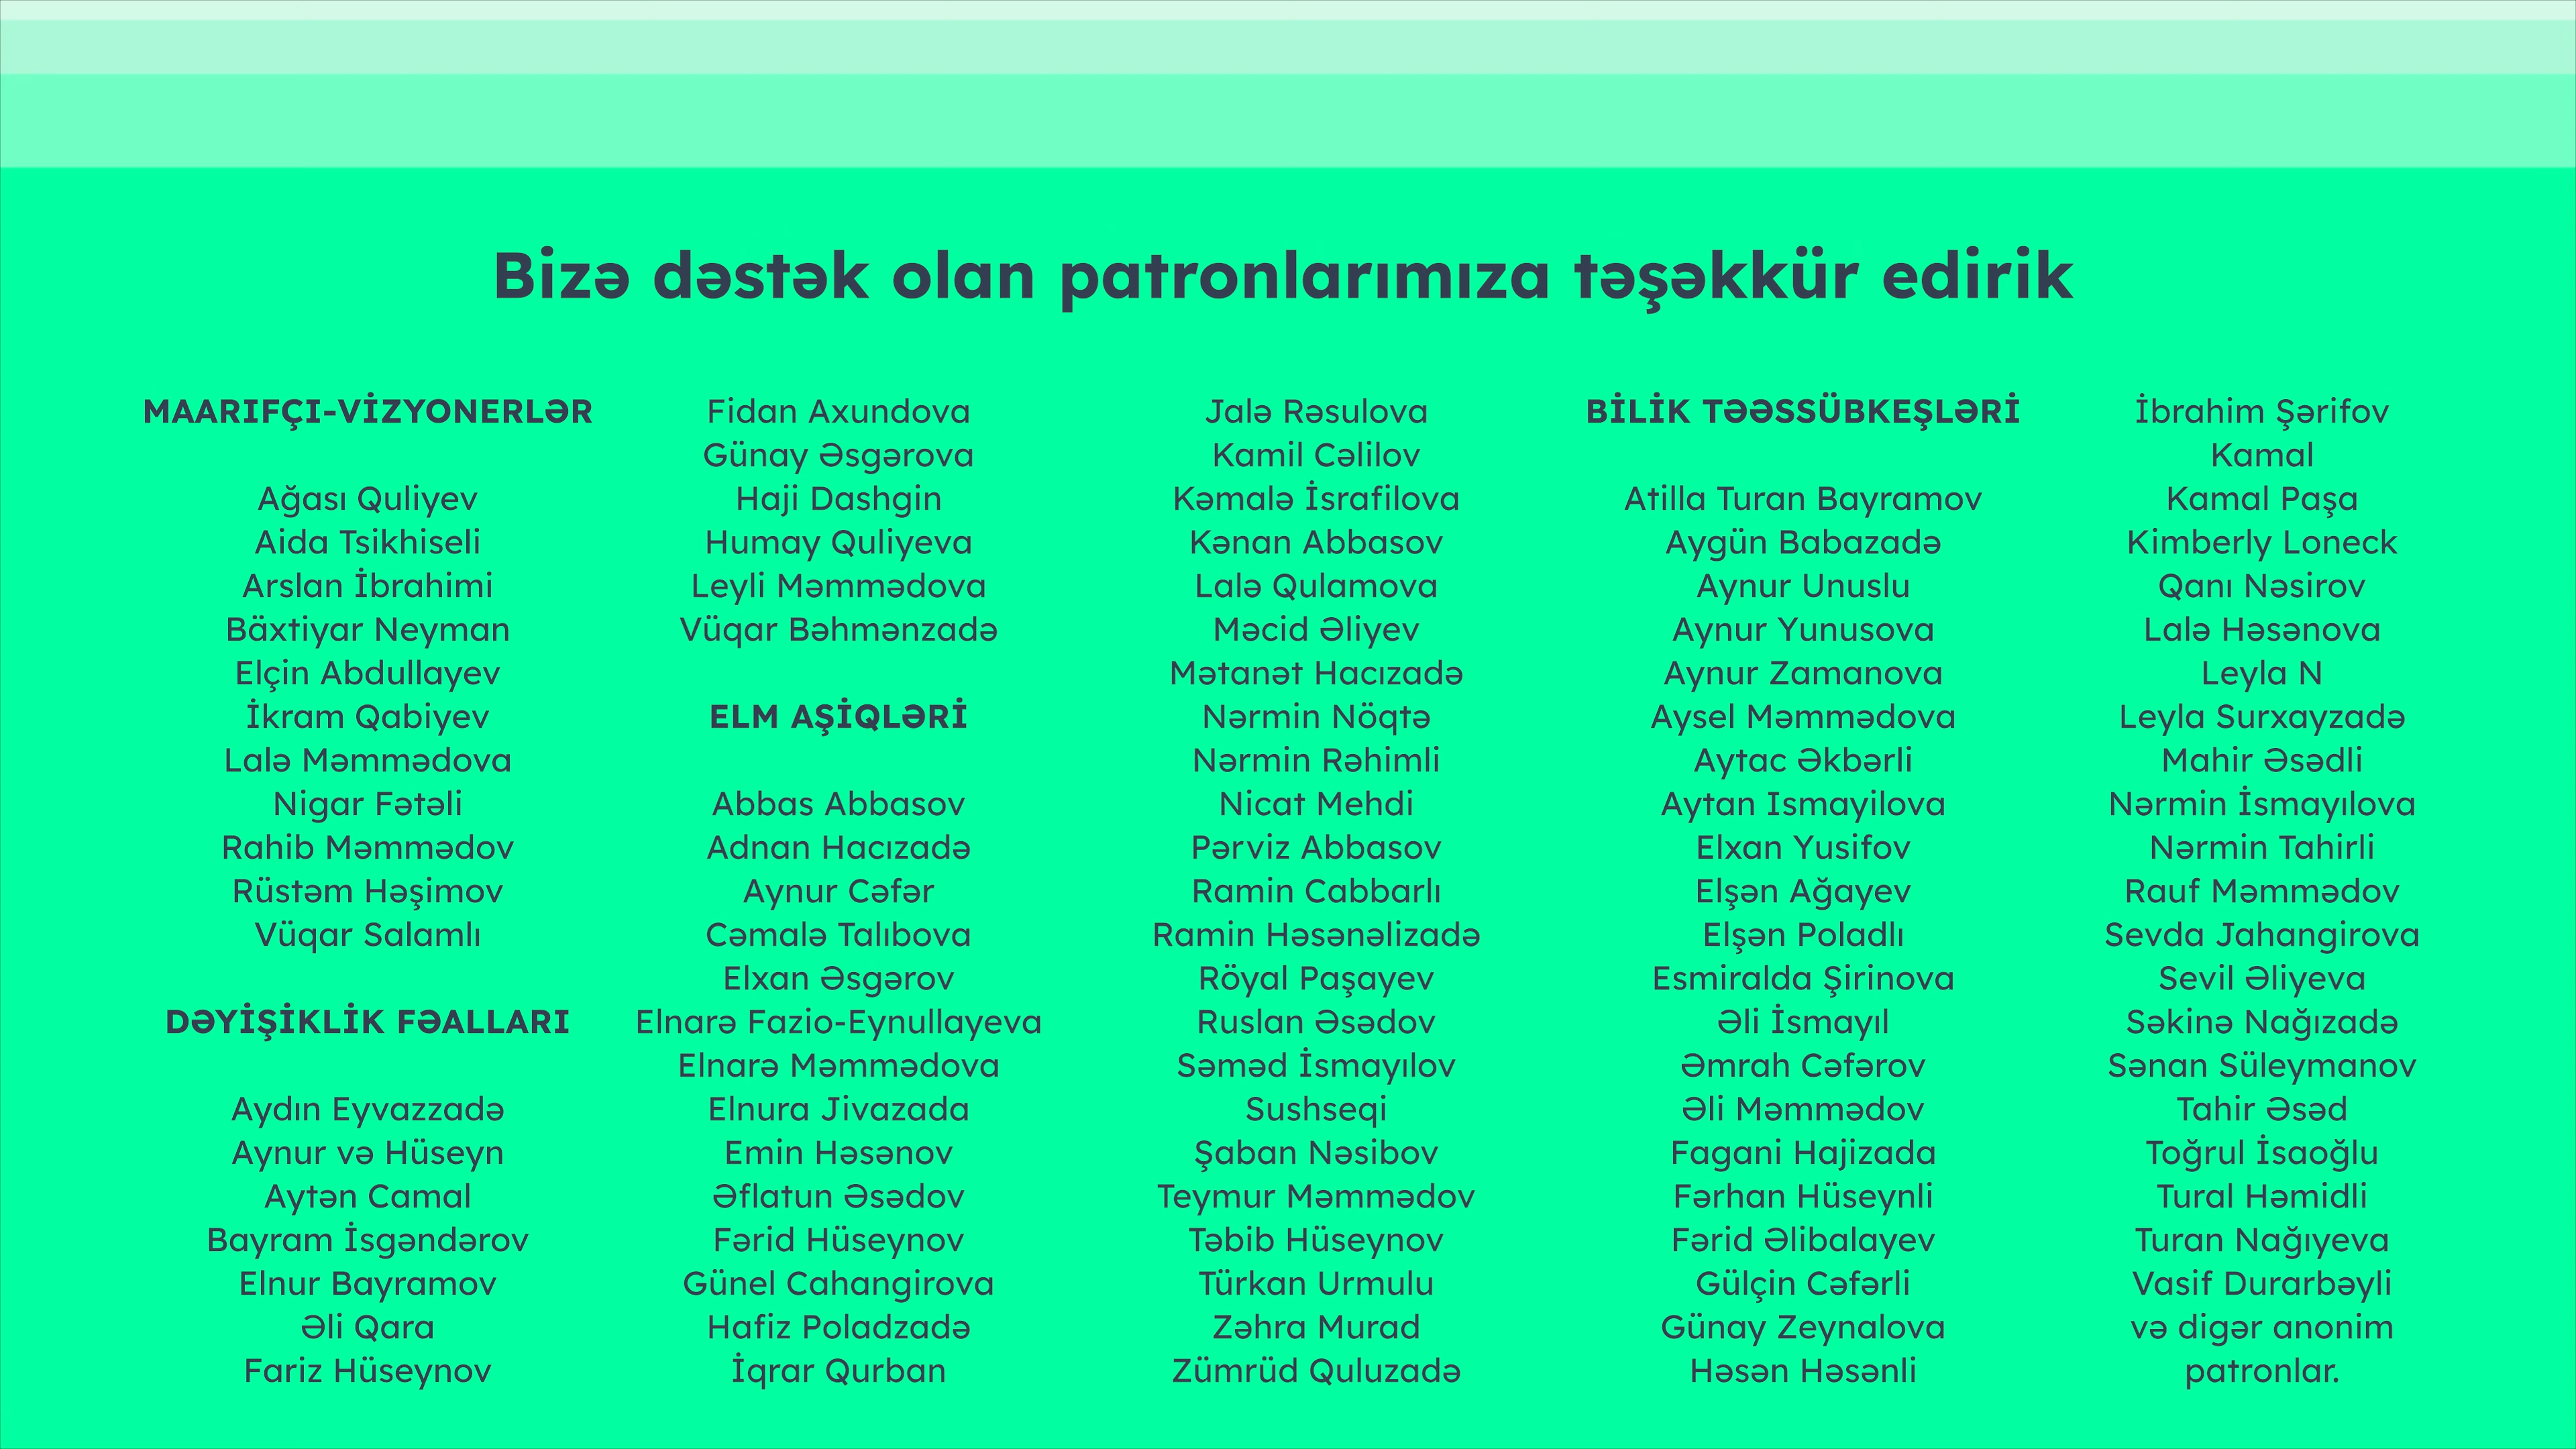 Bizə dəstək olan patronlarımıza təşəkkür edirik
MAARIFÇI-VİZYONERLƏR
Ağası Quliyev
Aida Tsikhiseli
Arslan İbrahimi
Bäxtiyar Neyman
Elçin Abdullayev
İkram Qabiyev
Lalə Məmmədova
Nigar Fətəli
Rahib Məmmədov
Rüstəm Həşimov
Vüqar Salamlı
DƏYİŞİKLİK FƏALLARI
Aydın Eyvazzadə
Aynur və Hüseyn
Aytən Camal
Bayram İsgəndərov
Elnur Bayramov
Əli Qara
Fariz Hüseynov
Fidan Axundova
Günay Əsgərova
Haji Dashgin
Humay Quliyeva
Leyli Məmmədova
Vüqar Bəhmənzadə
ELM AŞİQLƏRİ
Abbas Abbasov
Adnan Hacızadə
Aynur Cəfər
Cəmalə Talıbova
Elxan Əsgərov
Elnarə Fazio-Eynullayeva
Elnarə Məmmədova
Elnura Jivazada
Emin Həsənov
Əflatun Əsədov
Fərid Hüseynov
Günel Cahangirova
Hafiz Poladzadə
İqrar Qurban
Jalə Rəsulova
Kamil Cəlilov
Kəmalə İsrafilova
Kənan Abbasov
Lalə Qulamova
Məcid Əliyev
Mətanət Hacızadə
Nərmin Nöqtə
Nərmin Rəhimli
Nicat Mehdi
Pərviz Abbasov
Ramin Cabbarlı
Ramin Həsənəlizadə
Röyal Paşayev
Ruslan Əsədov
Səməd İsmayılov
Sushseqi
Şaban Nəsibov
Teymur Məmmədov
Təbib Hüseynov
Türkan Urmulu
Zəhra Murad
Zümrüd Quluzadə
BİLİK TƏƏSSÜBKEŞLƏRİ
Atilla Turan Bayramov
Aygün Babazadə
Aynur Unuslu
Aynur Yunusova
Aynur Zamanova
Aysel Məmmədova
Aytac Əkbərli
Aytan Ismayilova
Elxan Yusifov
Elşən Ağayev
Elşən Poladlı
Esmiralda Şirinova
Əli İsmayıl
Əmrah Cəfərov
Əli Məmmədov
Fagani Hajizada
Fərhan Hüseynli
Fərid Əlibalayev
Gülçin Cəfərli
Günay Zeynalova
Həsən Həsənli
İbrahim Şərifov
Kamal
Kamal Paşa
Kimberly Loneck
Qanı Nəsirov
Lalə Həsənova
Leyla N
Leyla Surxayzadə
Mahir Əsədli
Nərmin İsmayılova
Nərmin Tahirli
Rauf Məmmədov
Sevda Jahangirova
Sevil Əliyeva
Səkinə Nağızadə
Sənan Süleymanov
Tahir Əsəd
Toğrul İsaoğlu
Tural Həmidli
Turan Nağıyeva
Vasif Durarbəyli
və digər anonim
patronlar.